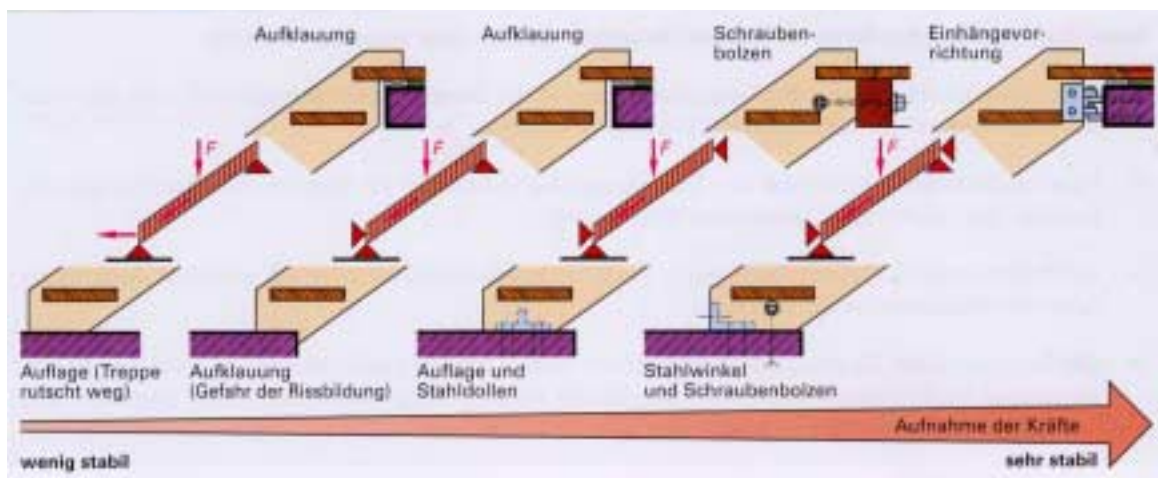 Aufklauung
Aufklauung
Schrauben-
bolzen
Einhängevor-
richtung
F
F
F
F
Auflage (Treppe
rutscht weg)
Aufklauung
(Gefahr der Rissbildung)
Auflage und
Stahldollen
Stahlwinkel
und Schraubenbolzen
Aufnahme der Kräfte
wenig stabil
sehr stabil